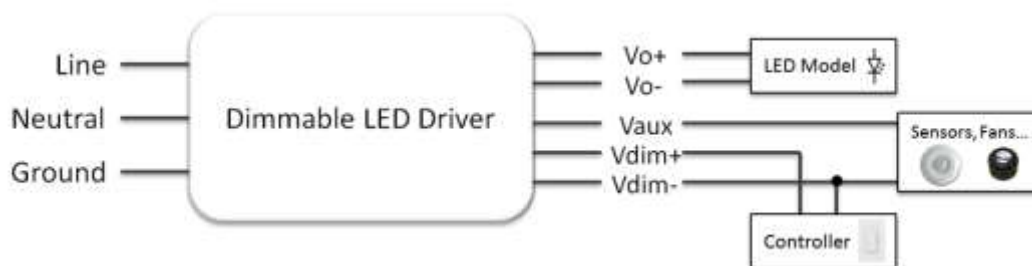 Line
Neutral
Ground
Dimmable LED Driver
Vo+
Vo-
Vaux
Vdim+
Vdim-
LED Model
Sensors, Fans...
Controller